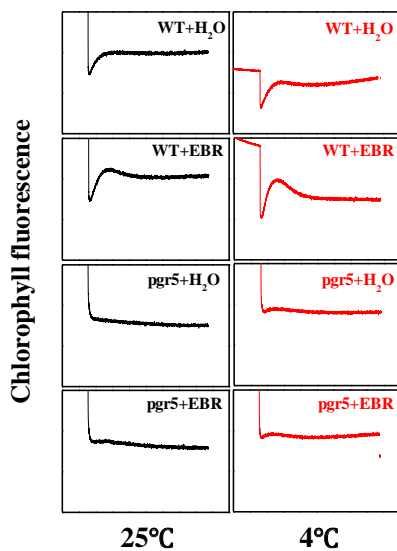 Chlorophyll fluorescence
WT+H₂O
WT+H₂O
WT+EBR
WT+EBR
pgr5+H₂O
pgr5+H₂O
pgr5+EBR
pgr5+EBR
25℃
4℃